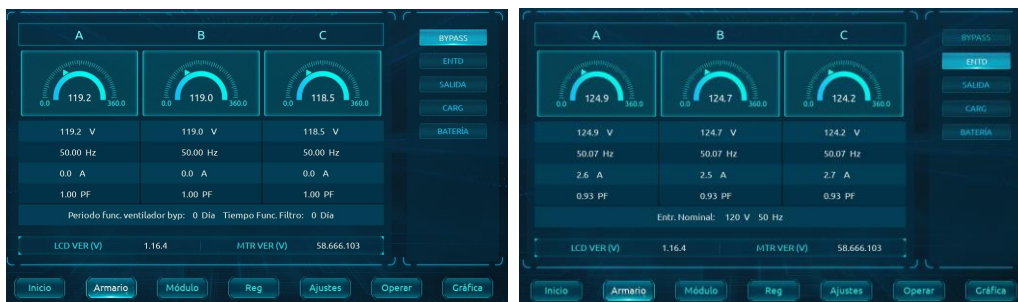 A B C
119.2 119.0 118.5
0.0 360.0 0.0 360.0 0.0 360.0
119.2 V 119.0 V 118.5 V
50.00 Hz 50.00 Hz 50.00 Hz
0.0 A 0.0 A 0.0 A
1.00 PF 1.00 PF 1.00 PF
Periodo func. ventilador byp: 0 Día Tiempo Func. Filtro: 0 Día
LCD VER (V) 1.16.4 MTR VER (V) 58.666.103
BYPASS
ENTD
SALIDA
CARG
BATERÍA
Inicio Armario Módulo Reg Ajustes Operar Gráfica
A B C
124.9 124.7 124.2
0.0 360.0 0.0 360.0 0.0 360.0
124.9 V 124.7 V 124.2 V
50.07 Hz 50.07 Hz 50.07 Hz
2.6 A 2.5 A 2.7 A
0.93 PF 0.93 PF 0.93 PF
Entr. Nominal: 120 V 50 Hz
LCD VER (V) 1.16.4 MTR VER (V) 58.666.103
BYPASS
ENTD
SALIDA
CARG
BATERÍA
Inicio Armario Módulo Reg Ajustes Operar Gráfica